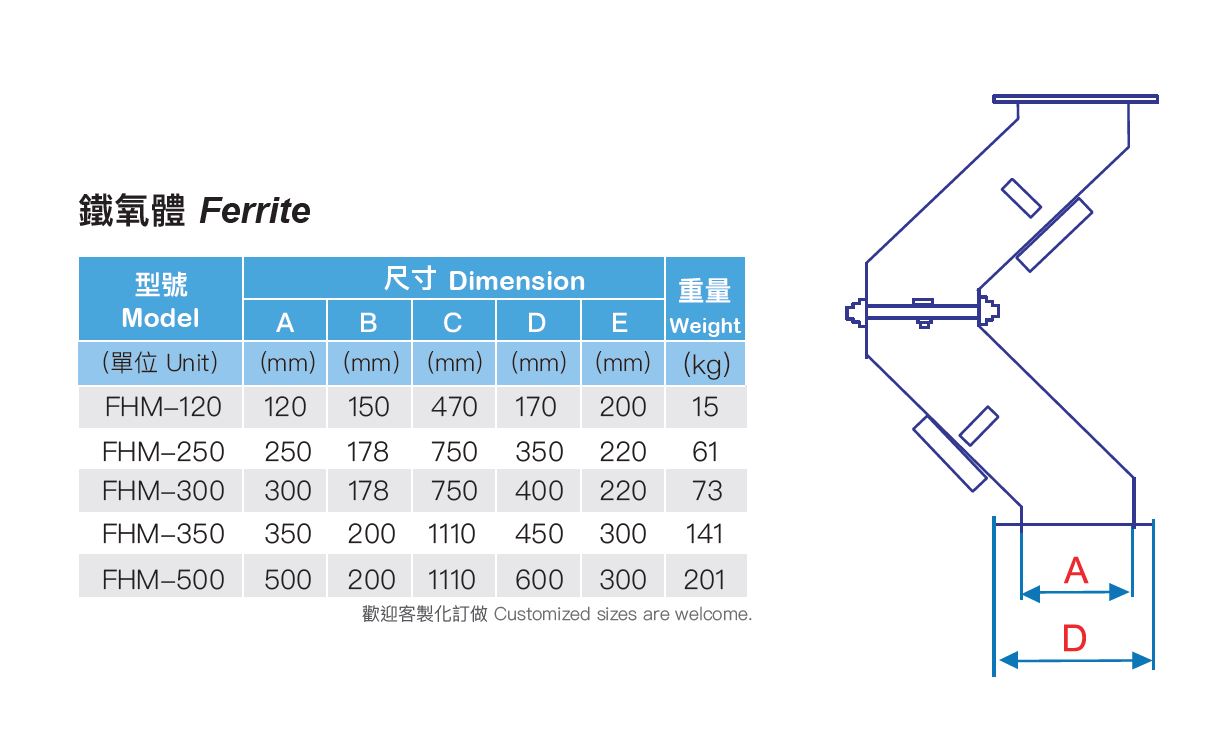 鐵氧體 Ferrite
型號 尺寸 Dimension 重量
Model A B C D E Weight
(單位 Unit) (mm) (mm) (mm) (mm) (mm) (kg)
FHM-120 120 150 470 170 200 15
FHM-250 250 178 750 350 220 61
FHM-300 300 178 750 400 220 73
FHM-350 350 200 1110 450 300 141
FHM-500 500 200 1110 600 300 201
歡迎客製化訂做 Customized sizes are welcome.
A
D